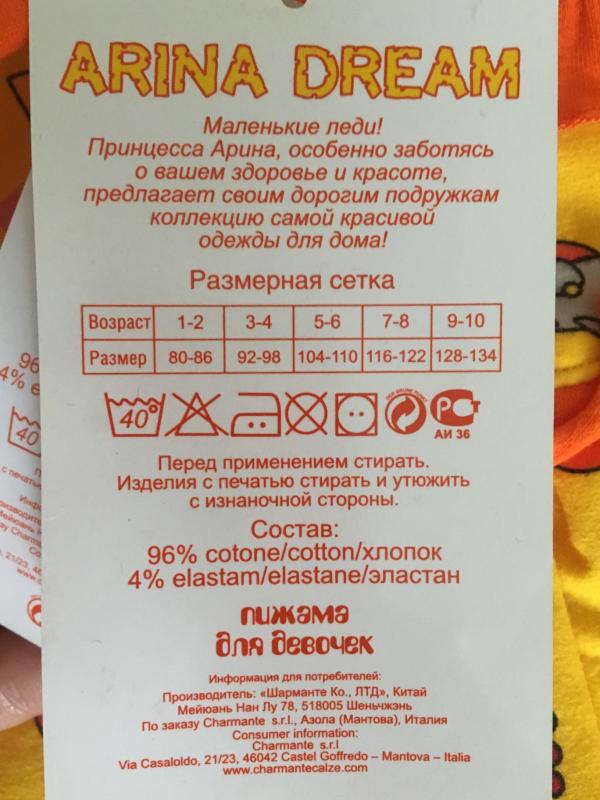 ARINA DREAM
Маленькие леди!
Принцесса Арина, особенно заботясь
о вашем здоровье и красоте,
предлагает своим дорогим подружкам
коллекцию самой красивой
одежды для дома!
Размерная сетка
Возраст 1-2 3-4 5-6 7-8 9-10
Размер 80-86 92-98 104-110 116-122 128-134
40°
DER GRÜNE PUNKT
РСТ
АИ 36
Перед применением стирать.
Изделия с печатью стирать и утюжить
с изнаночной стороны.
Состав:
96% cotone/cotton/хлопок
4% elastam/elastane/эластан
пижама
для девочек
Информация для потребителей:
Производитель: «Шарманте Ко., ЛТД», Китай
Мейюань Нан Лу 78, 518005 Шеньчжэнь
По заказу Charmante s.r.l., Азола (Мантова), Италия
Consumer information:
Charmante s.r.l
Via Casaloldo, 21/23, 46042 Castel Goffredo – Mantova – Italia
www.charmantecalze.com
96
4% e
40